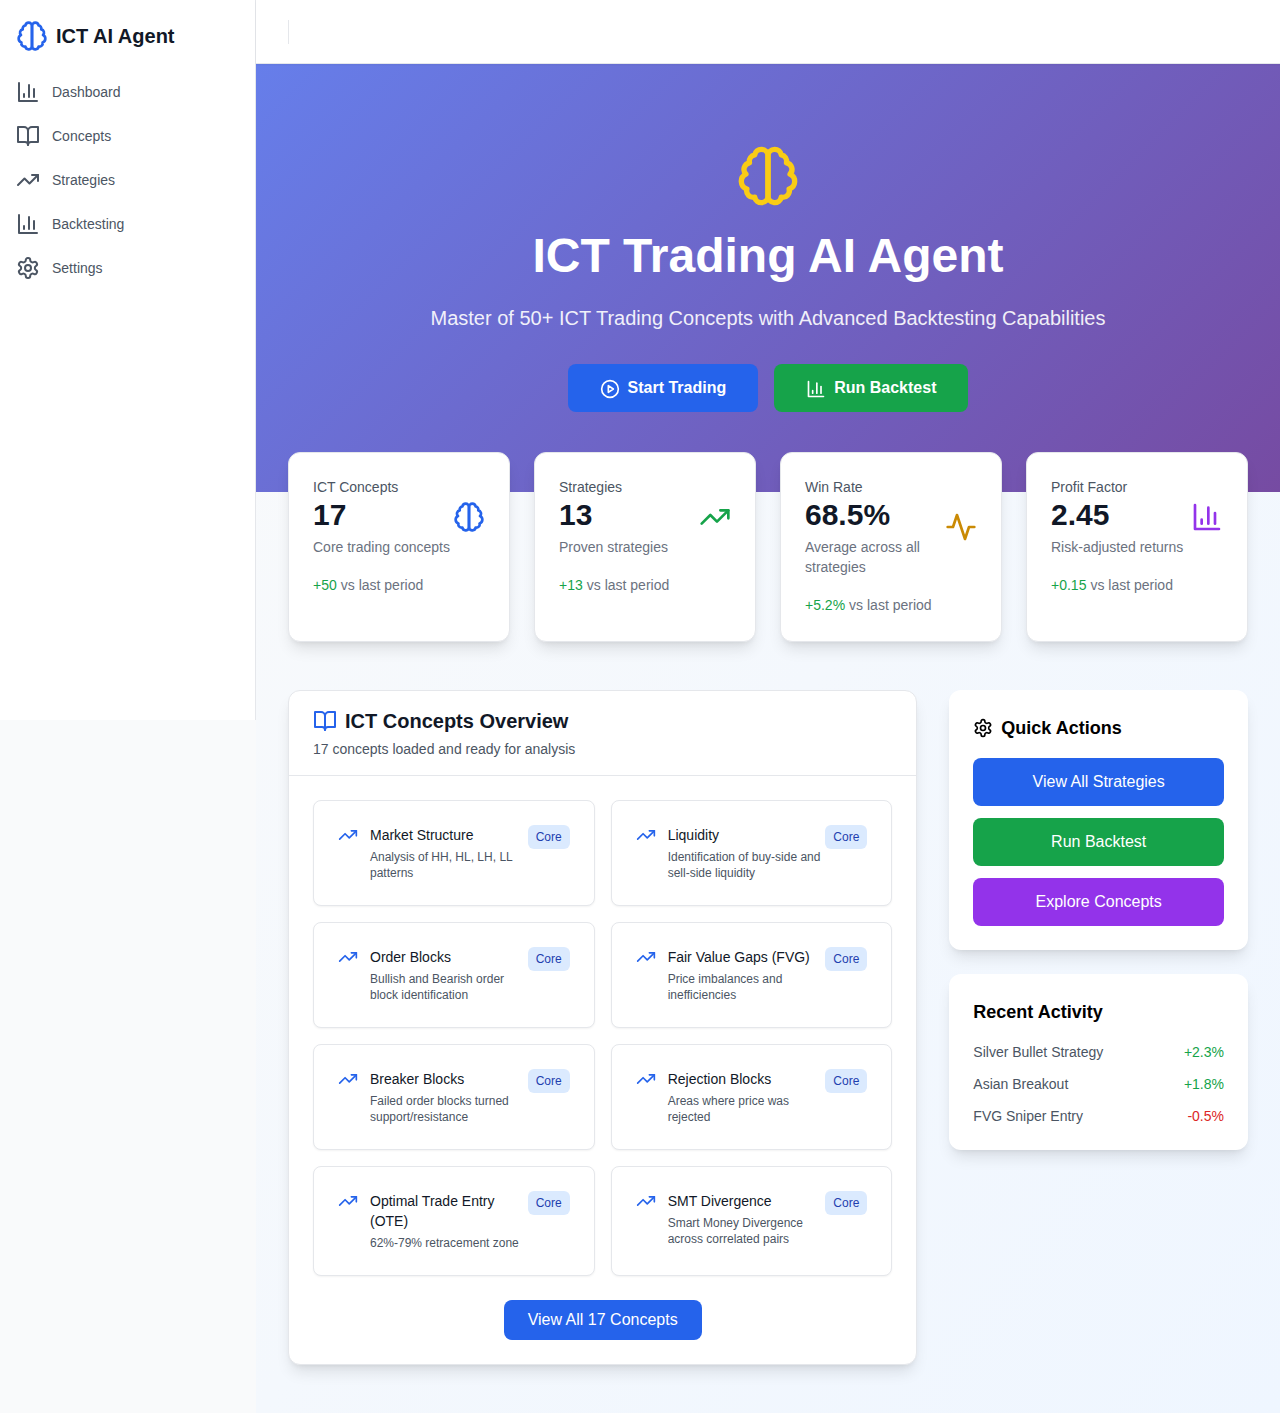 ICT AI Agent
Dashboard
Concepts
Strategies
Backtesting
Settings
ICT Trading AI Agent
Master of 50+ ICT Trading Concepts with Advanced Backtesting Capabilities
Start Trading
Run Backtest
ICT Concepts
17
Core trading concepts
+50 vs last period
Strategies
13
Proven strategies
+13 vs last period
Win Rate
68.5%
Average across all
strategies
+5.2% vs last period
Profit Factor
2.45
Risk-adjusted returns
+0.15 vs last period
ICT Concepts Overview
17 concepts loaded and ready for analysis
Market Structure
Core
Analysis of HH, HL, LH, LL
patterns
Liquidity
Core
Identification of buy-side and
sell-side liquidity
Order Blocks
Core
Bullish and Bearish order
block identification
Fair Value Gaps (FVG)
Core
Price imbalances and
inefficiencies
Breaker Blocks
Core
Failed order blocks turned
support/resistance
Rejection Blocks
Core
Areas where price was
rejected
Optimal Trade Entry
(OTE)
Core
62%-79% retracement zone
SMT Divergence
Core
Smart Money Divergence
across correlated pairs
View All 17 Concepts
Quick Actions
View All Strategies
Run Backtest
Explore Concepts
Recent Activity
Silver Bullet Strategy +2.3%
Asian Breakout +1.8%
FVG Sniper Entry -0.5%